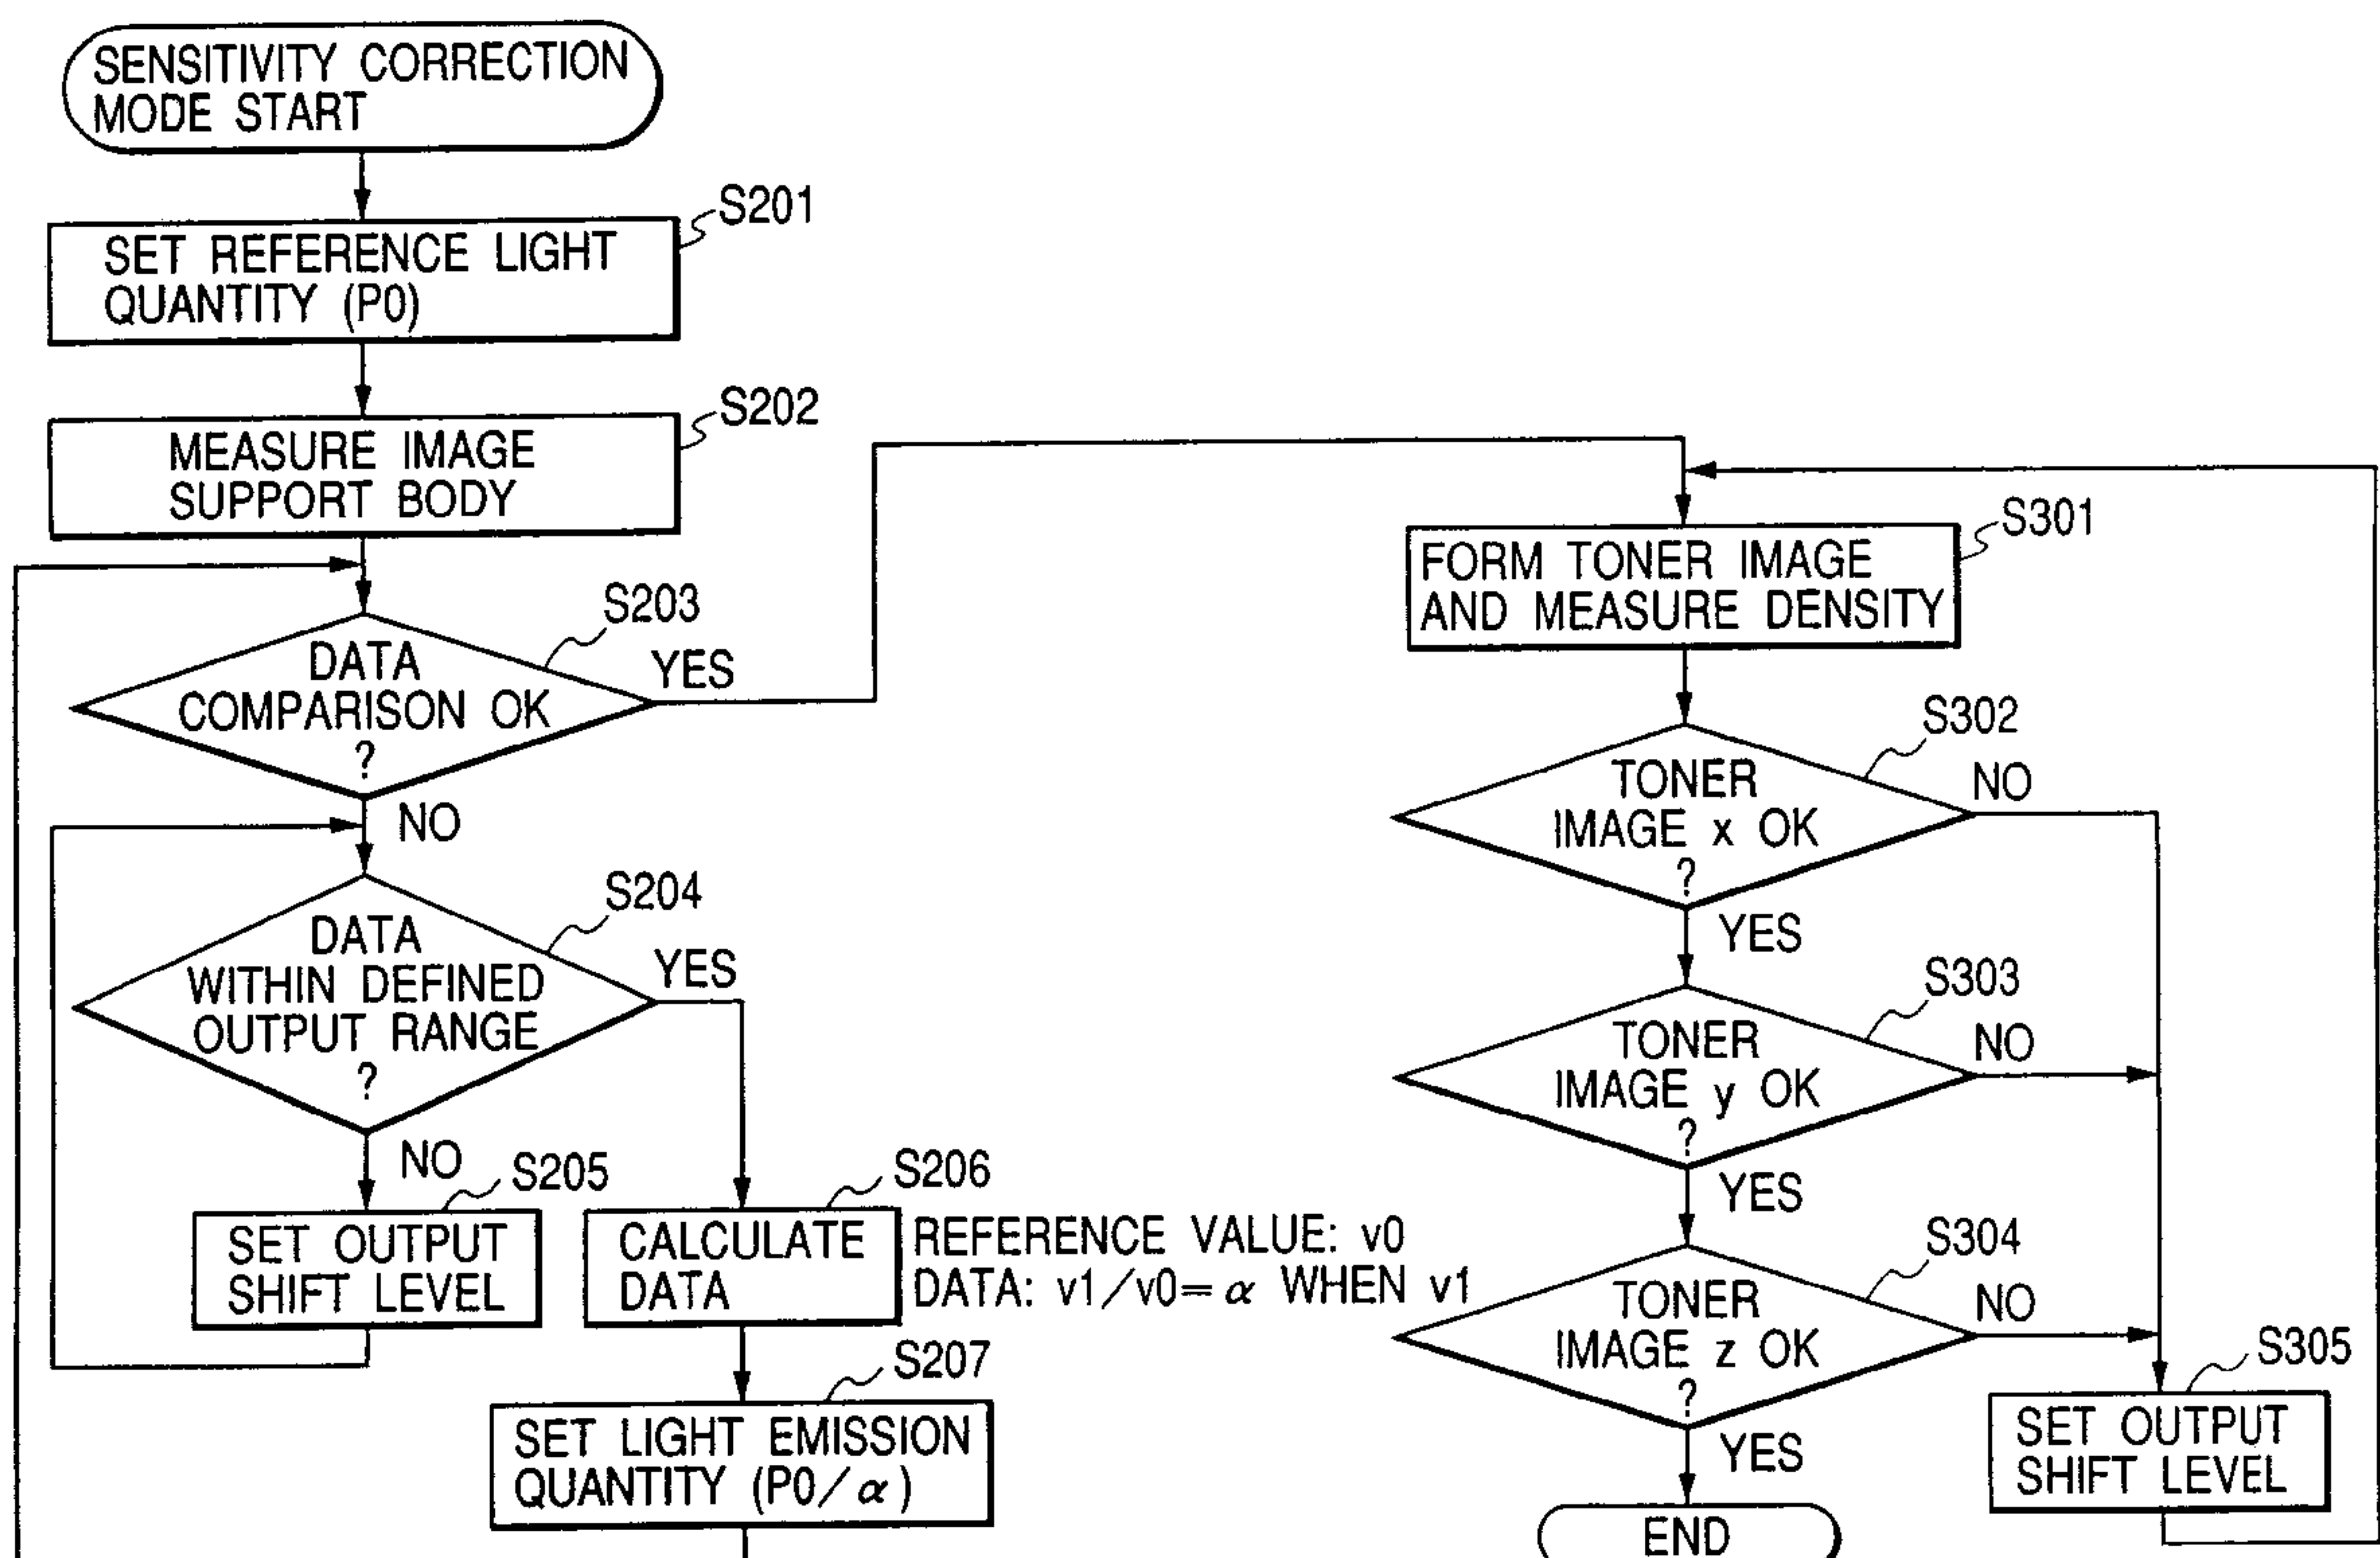 SENSITIVITY CORRECTION
MODE START
S201
SET REFERENCE LIGHT
QUANTITY (P0)
S202
MEASURE IMAGE
SUPPORT BODY
S203
DATA
COMPARISON OK
?
YES
NO
S204
DATA
WITHIN DEFINED
OUTPUT RANGE
?
YES
NO
S205
SET OUTPUT
SHIFT LEVEL
S206
CALCULATE
DATA
REFERENCE VALUE: v0
DATA: v1/v0=α WHEN v1
S207
SET LIGHT EMISSION
QUANTITY (P0/α)
S301
FORM TONER IMAGE
AND MEASURE DENSITY
S302
TONER
IMAGE x OK
?
NO
YES
S303
TONER
IMAGE y OK
?
NO
YES
S304
TONER
IMAGE z OK
?
NO
YES
S305
SET OUTPUT
SHIFT LEVEL
END